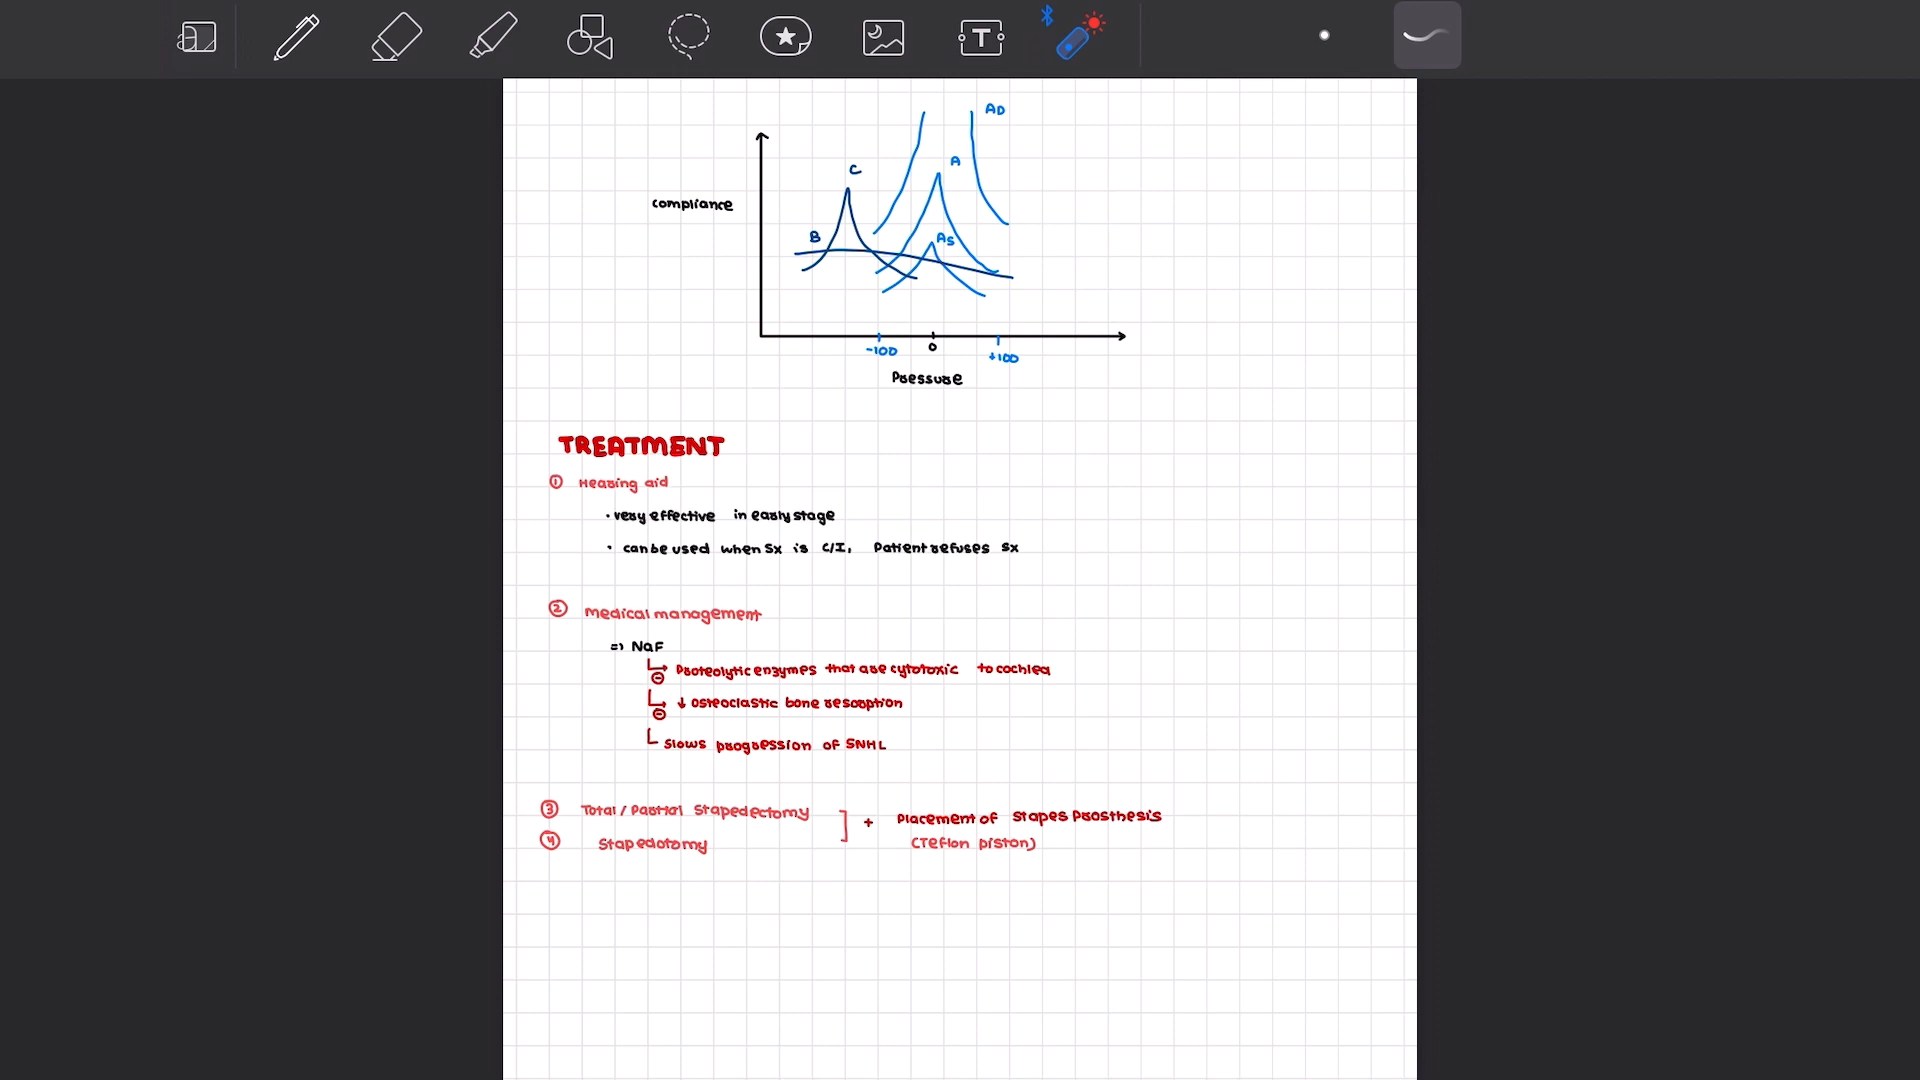 AD
A
C
compliance
B
As
-100
0
+100
Pressure
TREATMENT
① Hearing aid
· very effective in early stage
· can be used when Sx is C/I, Patient refuses Sx
② Medical management
=> NaF
⊖ Proteolytic enzymes that are cytotoxic to cochlea
⊖ ↓ osteoclastic bone resorption
Slows progression of SNHL
③ Total / Partial Stapedectomy ] + Placement of Stapes Prosthesis
④ Stapedotomy (Teflon piston)